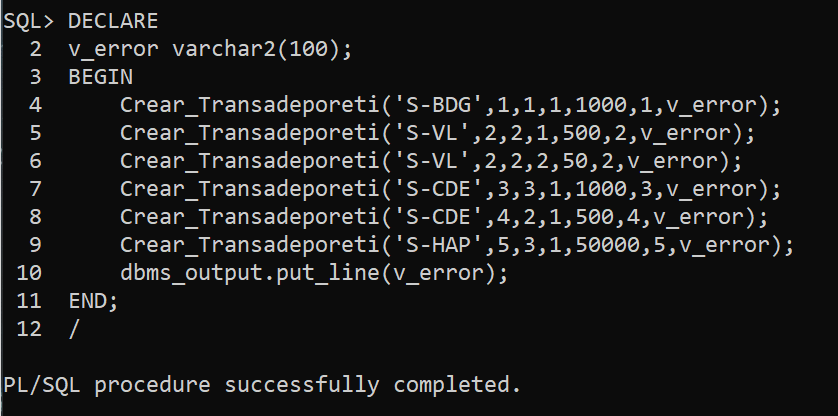 SQL> DECLARE
  2  v_error varchar2(100);
  3  BEGIN
  4      Crear_Transadeporeti('S-BDG',1,1,1,1000,1,v_error);
  5      Crear_Transadeporeti('S-VL',2,2,1,500,2,v_error);
  6      Crear_Transadeporeti('S-VL',2,2,2,50,2,v_error);
  7      Crear_Transadeporeti('S-CDE',3,3,1,1000,3,v_error);
  8      Crear_Transadeporeti('S-CDE',4,2,1,500,4,v_error);
  9      Crear_Transadeporeti('S-HAP',5,3,1,50000,5,v_error);
 10      dbms_output.put_line(v_error);
 11  END;
 12  /
PL/SQL procedure successfully completed.